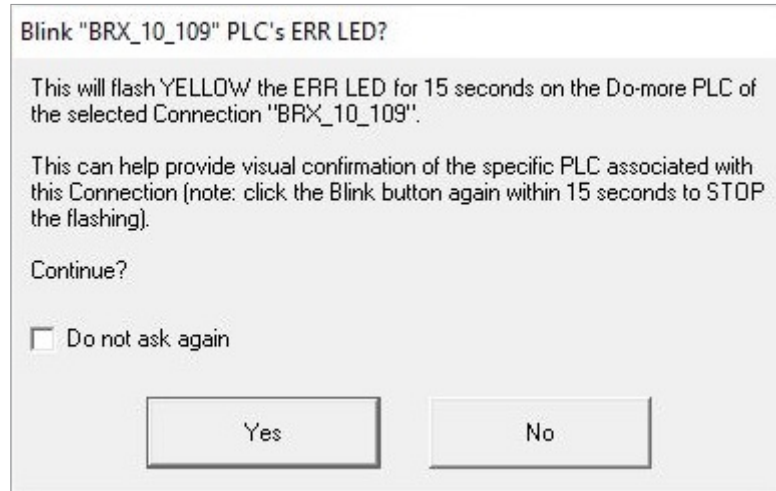 Blink "BRX_10_109" PLC's ERR LED?
This will flash YELLOW the ERR LED for 15 seconds on the Do-more PLC of
the selected Connection "BRX_10_109".
This can help provide visual confirmation of the specific PLC associated with
this Connection (note: click the Blink button again within 15 seconds to STOP
the flashing).
Continue?
Do not ask again
Yes
No